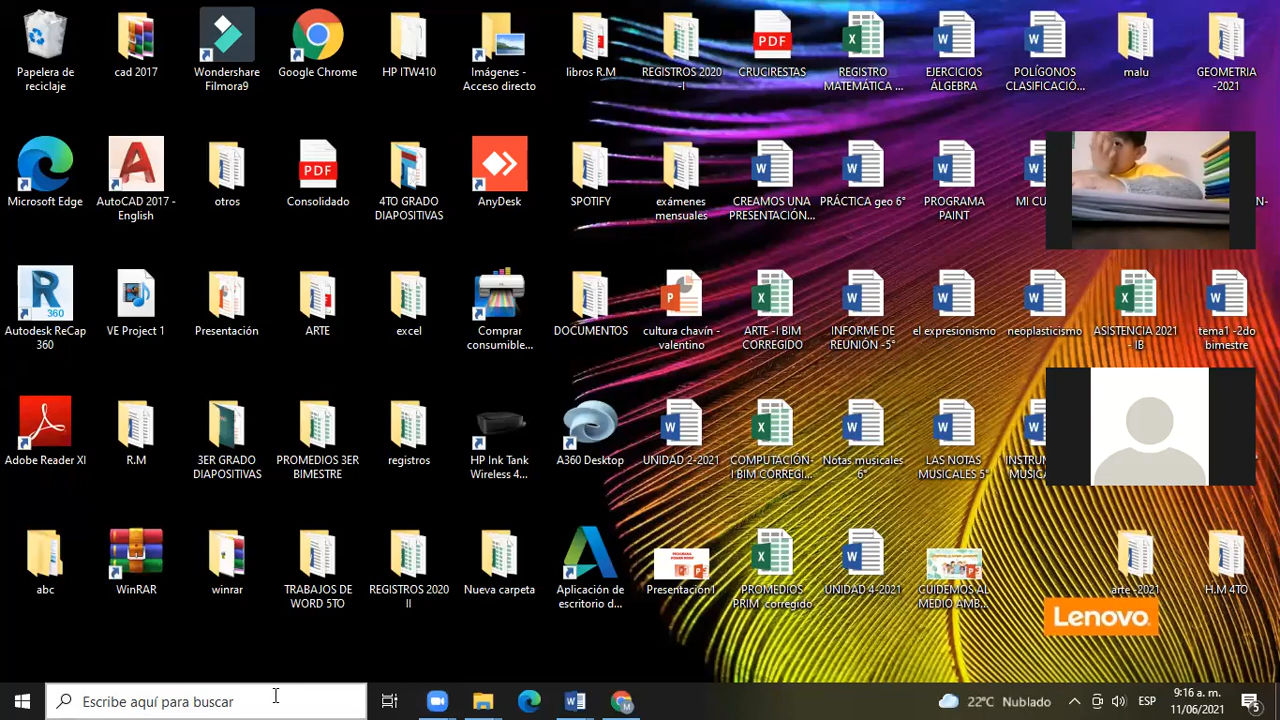 Papelera de
reciclaje
cad 2017
Wondershare
Filmora9
Google Chrome
HP ITW410
Imágenes -
Acceso directo
libros R.M
REGISTROS 2020
-I
CRUCIRESTAS
REGISTRO
MATEMÁTICA ...
EJERCICIOS
ÁLGEBRA
POLÍGONOS
CLASIFICACIÓ...
malu
GEOMETRIA
-2021
Microsoft Edge
AutoCAD 2017 -
English
otros
Consolidado
4TO GRADO
DIAPOSITIVAS
AnyDesk
SPOTIFY
exámenes
mensuales
CREAMOS UNA
PRESENTACIÓN...
PRÁCTICA geo 6°
PROGRAMA
PAINT
Autodesk ReCap
360
VE Project 1
Presentación
ARTE
excel
Comprar
consumible...
DOCUMENTOS
cultura chavín -
valentino
ARTE -I BIM
CORREGIDO
INFORME DE
REUNIÓN -5°
el expresionismo
neoplasticismo
ASISTENCIA 2021
- IB
tema1 -2do
bimestre
Adobe Reader XI
R.M
3ER GRADO
DIAPOSITIVAS
PROMEDIOS 3ER
BIMESTRE
registros
HP Ink Tank
Wireless 4...
A360 Desktop
UNIDAD 2-2021
COMPUTACIÓN-
I BIM CORREGI...
Notas musicales
6°
LAS NOTAS
MUSICALES 5°
abc
WinRAR
winrar
TRABAJOS DE
WORD 5TO
REGISTROS 2020
II
Nueva carpeta
Aplicación de
escritorio d...
Presentación1
PROMEDIOS
PRIM corregido
UNIDAD 4-2021
CUIDEMOS AL
MEDIO AMB...
arte -2021
H.M 4TO
Lenovo
Escribe aquí para buscar
22°C Nublado
ESP
9:16 a. m.
11/06/2021
5